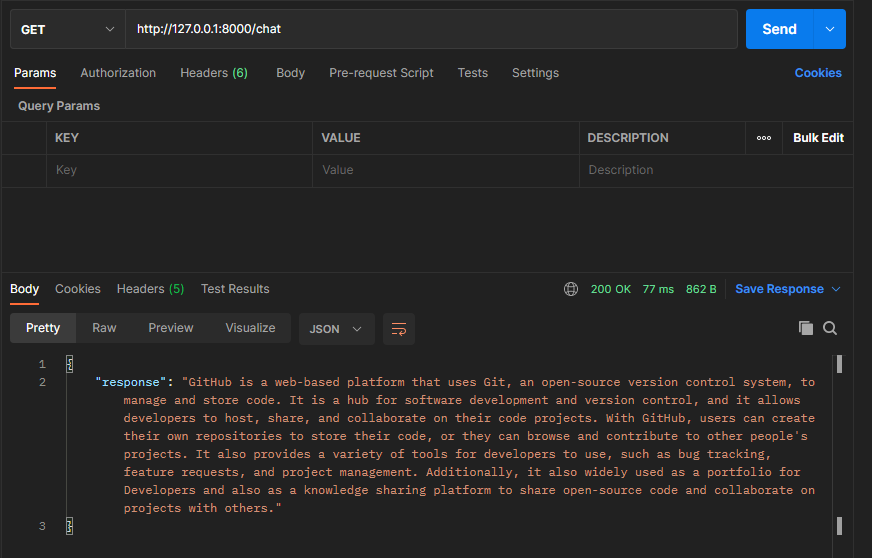 GET http://127.0.0.1:8000/chat Send
Params Authorization Headers (6) Body Pre-request Script Tests Settings Cookies
Query Params
KEY VALUE DESCRIPTION ooo Bulk Edit
Key Value Description
Body Cookies Headers (5) Test Results 200 OK 77 ms 862 B Save Response
Pretty Raw Preview Visualize JSON
1 {
2 "response": "GitHub is a web-based platform that uses Git, an open-source version control system, to
manage and store code. It is a hub for software development and version control, and it allows
developers to host, share, and collaborate on their code projects. With GitHub, users can create
their own repositories to store their code, or they can browse and contribute to other people's
projects. It also provides a variety of tools for developers to use, such as bug tracking,
feature requests, and project management. Additionally, it also widely used as a portfolio for
Developers and also as a knowledge sharing platform to share open-source code and collaborate on
projects with others."
3 }